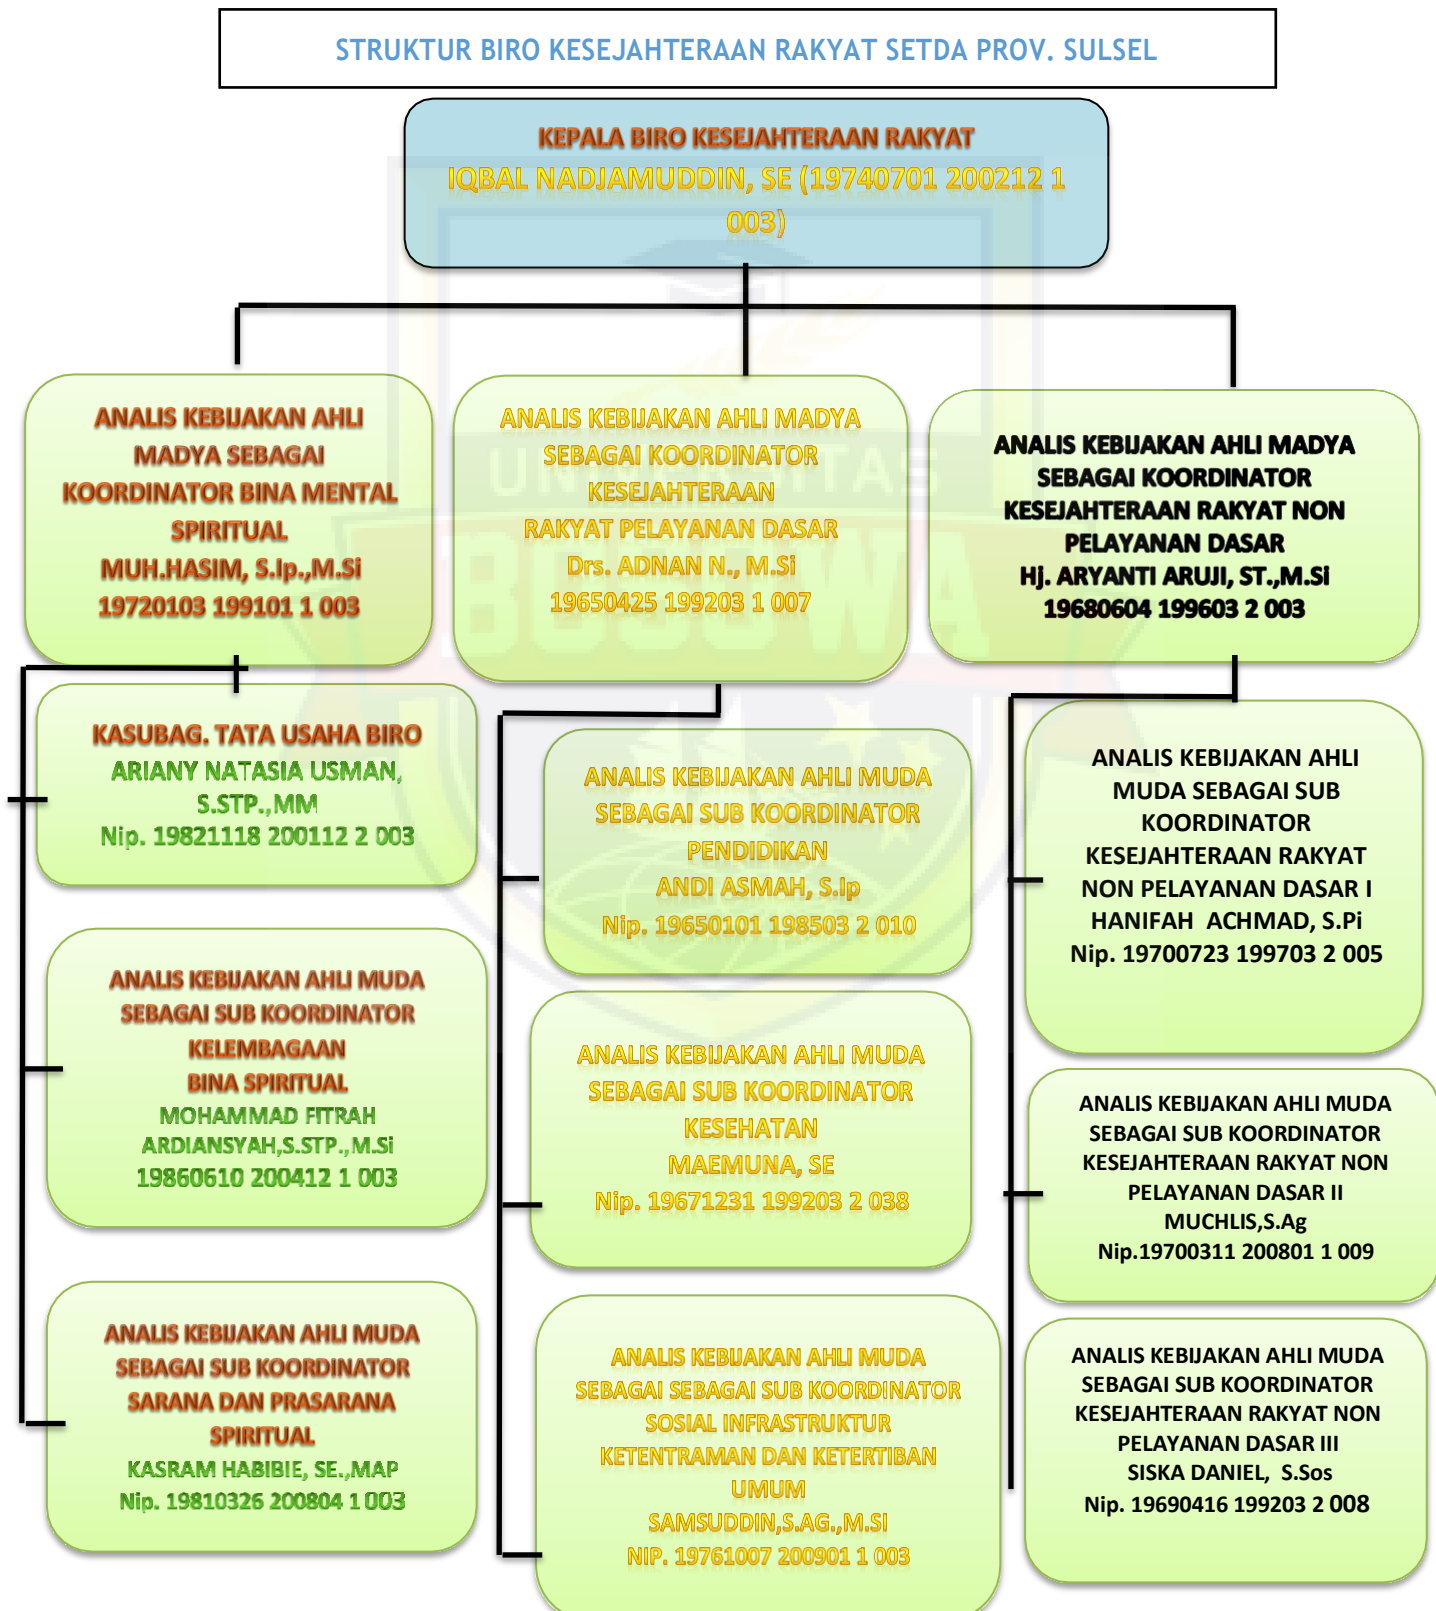 STRUKTUR BIRO KESEJAHTERAAN RAKYAT SETDA PROV. SULSEL
KEPALA BIRO KESEJAHTERAAN RAKYAT
IQBAL NADJAMUDDIN, SE (19740701 200212 1
003)
ANALIS KEBIJAKAN AHLI
MADYA SEBAGAI
KOORDINATOR BINA MENTAL
SPIRITUAL
MUH.HASIM, S.Ip.,M.Si
19720103 199101 1 003
ANALIS KEBIJAKAN AHLI MADYA
SEBAGAI KOORDINATOR
KESEJAHTERAAN
RAKYAT PELAYANAN DASAR
Drs. ADNAN N., M.Si
19650425 199203 1 007
ANALIS KEBIJAKAN AHLI MADYA
SEBAGAI KOORDINATOR
KESEJAHTERAAN RAKYAT NON
PELAYANAN DASAR
Hj. ARYANTI ARUJI, ST.,M.Si
19680604 199603 2 003
UNIVERSITAS
BOSOWA
KASUBAG. TATA USAHA BIRO
ARIANY NATASIA USMAN,
S.STP.,MM
Nip. 19821118 200112 2 003
ANALIS KEBIJAKAN AHLI MUDA
SEBAGAI SUB KOORDINATOR
KELEMBAGAAN
BINA SPIRITUAL
MOHAMMAD FITRAH
ARDIANSYAH,S.STP.,M.Si
19860610 200412 1 003
ANALIS KEBIJAKAN AHLI MUDA
SEBAGAI SUB KOORDINATOR
SARANA DAN PRASARANA
SPIRITUAL
KASRAM HABIBIE, SE.,MAP
Nip. 19810326 200804 1 003
ANALIS KEBIJAKAN AHLI MUDA
SEBAGAI SUB KOORDINATOR
PENDIDIKAN
ANDI ASMAH, S.Ip
Nip. 19650101 198503 2 010
ANALIS KEBIJAKAN AHLI MUDA
SEBAGAI SUB KOORDINATOR
KESEHATAN
MAEMUNA, SE
Nip. 19671231 199203 2 038
ANALIS KEBIJAKAN AHLI MUDA
SEBAGAI SEBAGAI SUB KOORDINATOR
SOSIAL INFRASTRUKTUR
KETENTRAMAN DAN KETERTIBAN
UMUM
SAMSUDDIN,S.AG.,M.SI
NIP. 19761007 200901 1 003
ANALIS KEBIJAKAN AHLI
MUDA SEBAGAI SUB
KOORDINATOR
KESEJAHTERAAN RAKYAT
NON PELAYANAN DASAR I
HANIFAH ACHMAD, S.Pi
Nip. 19700723 199703 2 005
ANALIS KEBIJAKAN AHLI MUDA
SEBAGAI SUB KOORDINATOR
KESEJAHTERAAN RAKYAT NON
PELAYANAN DASAR II
MUCHLIS,S.Ag
Nip.19700311 200801 1 009
ANALIS KEBIJAKAN AHLI MUDA
SEBAGAI SUB KOORDINATOR
KESEJAHTERAAN RAKYAT NON
PELAYANAN DASAR III
SISKA DANIEL, S.Sos
Nip. 19690416 199203 2 008